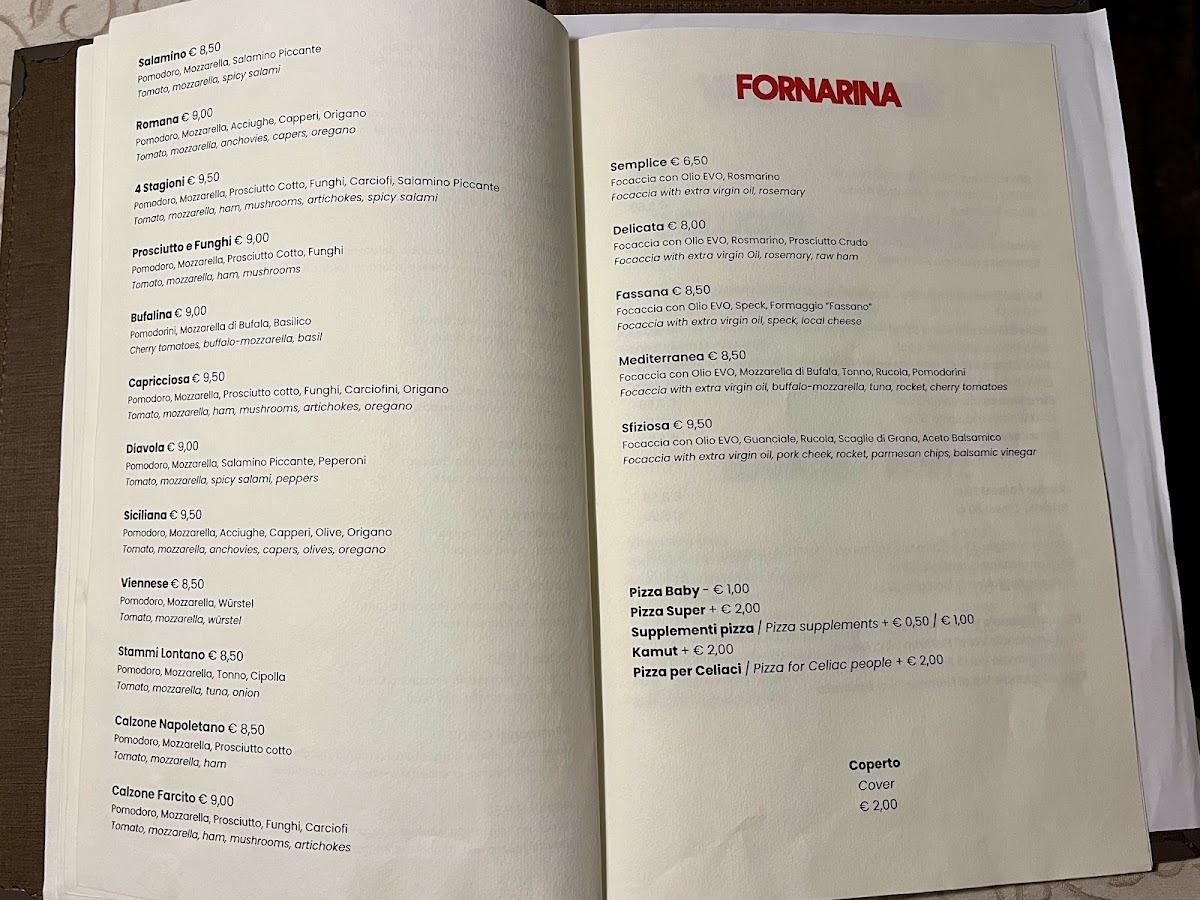 Salamino € 8,50
Pomodoro, Mozzarella, Salamino Piccante
Tomato, mozzarella, spicy salami
Romana € 9,00
Pomodoro, Mozzarella, Acciughe, Capperi, Origano
Tomato, mozzarella, anchovies, capers, oregano
4 Stagioni € 9,50
Pomodoro, Mozzarella, Prosciutto Cotto, Funghi, Carciofi, Salamino Piccante
Tomato, mozzarella, ham, mushrooms, artichokes, spicy salami
Prosciutto e Funghi € 9,00
Pomodoro, Mozzarella, Prosciutto Cotto, Funghi
Tomato, mozzarella, ham, mushrooms
Bufalina € 9,00
Pomodorini, Mozzarella di Bufala, Basilico
Cherry tomatoes, buffalo-mozzarella, basil
Capricciosa € 9,50
Pomodoro, Mozzarella, Prosciutto cotto, Funghi, Carciofini, Origano
Tomato, mozzarella, ham, mushrooms, artichokes, oregano
Diavola € 9,00
Pomodoro, Mozzarella, Salamino Piccante, Peperoni
Tomato, mozzarella, spicy salami, peppers
Siciliana € 9,50
Pomodoro, Mozzarella, Acciughe, Capperi, Olive, Origano
Tomato, mozzarella, anchovies, capers, olives, oregano
Viennese € 8,50
Pomodoro, Mozzarella, Würstel
Tomato, mozzarella, würstel
Stammi Lontano € 8,50
Pomodoro, Mozzarella, Tonno, Cipolla
Tomato, mozzarella, tuna, onion
Calzone Napoletano € 8,50
Pomodoro, Mozzarella, Prosciutto cotto
Tomato, mozzarella, ham
Calzone Farcito € 9,00
Pomodoro, Mozzarella, Prosciutto, Funghi, Carciofi
Tomato, mozzarella, ham, mushrooms, artichokes
FORNARINA
Semplice € 6,50
Focaccia con Olio EVO, Rosmarino
Focaccia with extra virgin oil, rosemary
Delicata € 8,00
Focaccia con Olio EVO, Rosmarino, Prosciutto Crudo
Focaccia with extra virgin Oil, rosemary, raw ham
Fassana € 8,50
Focaccia con Olio EVO, Speck, Formaggio "Fassano"
Focaccia with extra virgin oil, speck, local cheese
Mediterranea € 8,50
Focaccia con Olio EVO, Mozzarella di Bufala, Tonno, Rucola, Pomodorini
Focaccia with extra virgin oil, buffalo-mozzarella, tuna, rocket, cherry tomatoes
Sfiziosa € 9,50
Focaccia con Olio EVO, Guanciale, Rucola, Scaglie di Grana, Aceto Balsamico
Focaccia with extra virgin oil, pork cheek, rocket, parmesan chips, balsamic vinegar
Pizza Baby - € 1,00
Pizza Super + € 2,00
Supplementi pizza / Pizza supplements + € 0,50 / € 1,00
Kamut + € 2,00
Pizza per Celiaci / Pizza for Celiac people + € 2,00
Coperto
Cover
€ 2,00